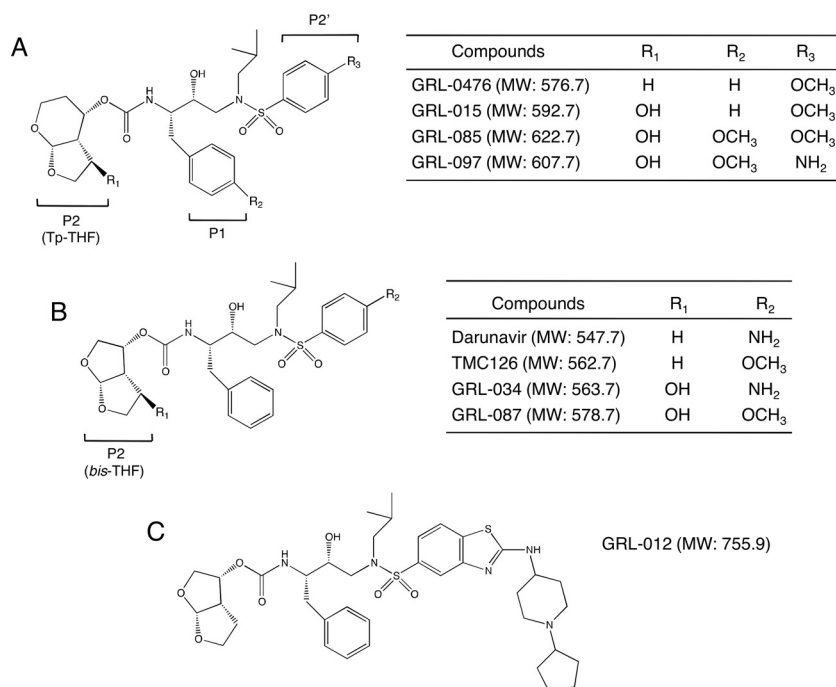 A
P2'
R3
OH
O
H
N
N
S
O
O
O
O
O
R1
R2
P2
(Tp-THF)
P1
Compounds R1 R2 R3
GRL-0476 (MW: 576.7) H H OCH3
GRL-015 (MW: 592.7) OH H OCH3
GRL-085 (MW: 622.7) OH OCH3 OCH3
GRL-097 (MW: 607.7) OH OCH3 NH2
B
R2
OH
O
H
N
N
S
O
O
O
O
O
R1
P2
(bis-THF)
Compounds R1 R2
Darunavir (MW: 547.7) H NH2
TMC126 (MW: 562.7) H OCH3
GRL-034 (MW: 563.7) OH NH2
GRL-087 (MW: 578.7) OH OCH3
C
GRL-012 (MW: 755.9)
OH
S
NH
O
H
N
N
S
N
O
O
O
O
O
N